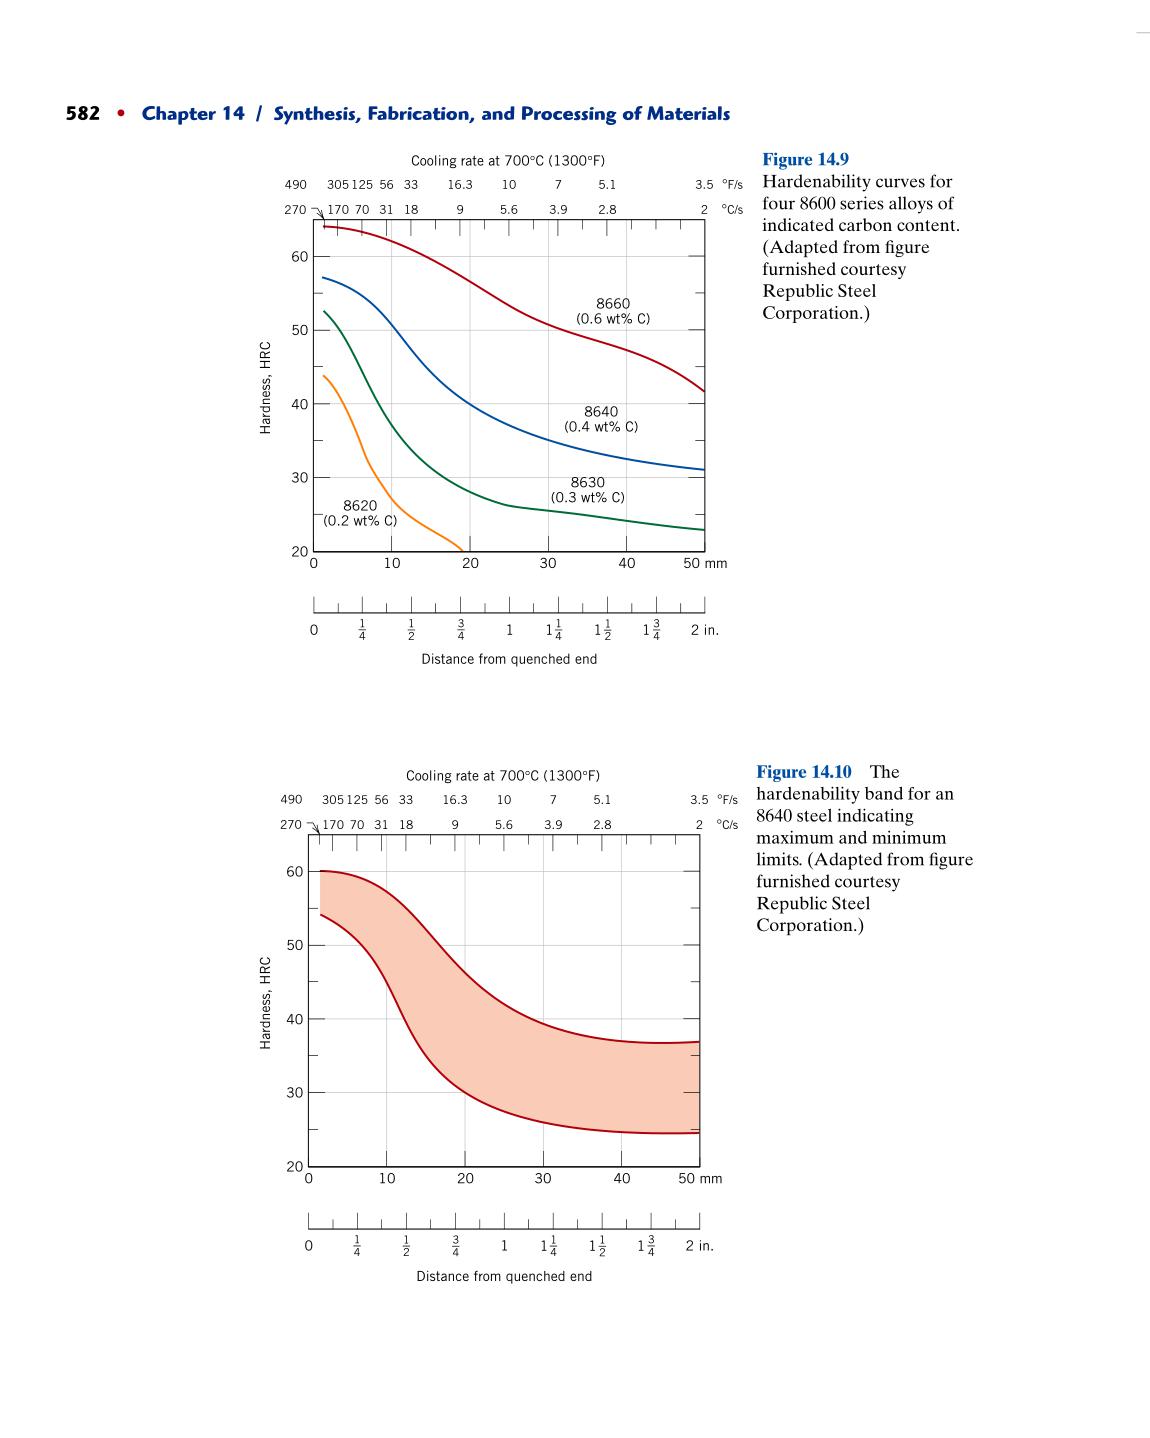 582 • Chapter 14 / Synthesis, Fabrication, and Processing of Materials
Cooling rate at 700°C (1300°F)
490 305 125 56 33 16.3 10 7 5.1 3.5 °F/s
270 170 70 31 18 9 5.6 3.9 2.8 2 °C/s
60
50
40
30
20
Hardness, HRC
8660
(0.6 wt% C)
8640
(0.4 wt% C)
8630
(0.3 wt% C)
8620
(0.2 wt% C)
0 10 20 30 40 50 mm
0 1/4 1/2 3/4 1 1 1/4 1 1/2 1 3/4 2 in.
Distance from quenched end
Figure 14.9
Hardenability curves for
four 8600 series alloys of
indicated carbon content.
(Adapted from figure
furnished courtesy
Republic Steel
Corporation.)
Cooling rate at 700°C (1300°F)
490 305 125 56 33 16.3 10 7 5.1 3.5 °F/s
270 170 70 31 18 9 5.6 3.9 2.8 2 °C/s
60
50
40
30
20
Hardness, HRC
0 10 20 30 40 50 mm
0 1/4 1/2 3/4 1 1 1/4 1 1/2 1 3/4 2 in.
Distance from quenched end
Figure 14.10 The
hardenability band for an
8640 steel indicating
maximum and minimum
limits. (Adapted from figure
furnished courtesy
Republic Steel
Corporation.)